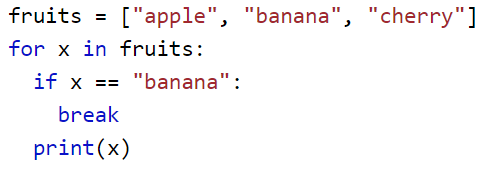 fruits = ["apple", "banana", "cherry"]
for x in fruits:
  if x == "banana":
    break
  print(x)